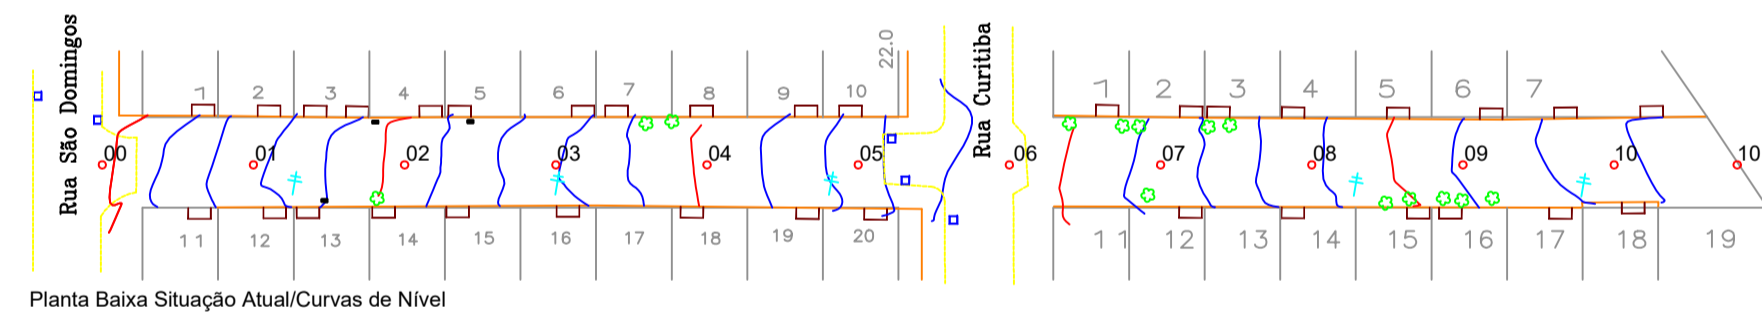 Rua São Domingos
22.0
Rua Curitiba
1 2 3 4 5 6 7 8 9 10
1 2 3 4 5 6 7
00 01 02 03 04 05 06 07 08 09 10 10
11 12 13 14 15 16 17 18 19 20
11 12 13 14 15 16 17 18 19
Planta Baixa Situação Atual/Curvas de Nível